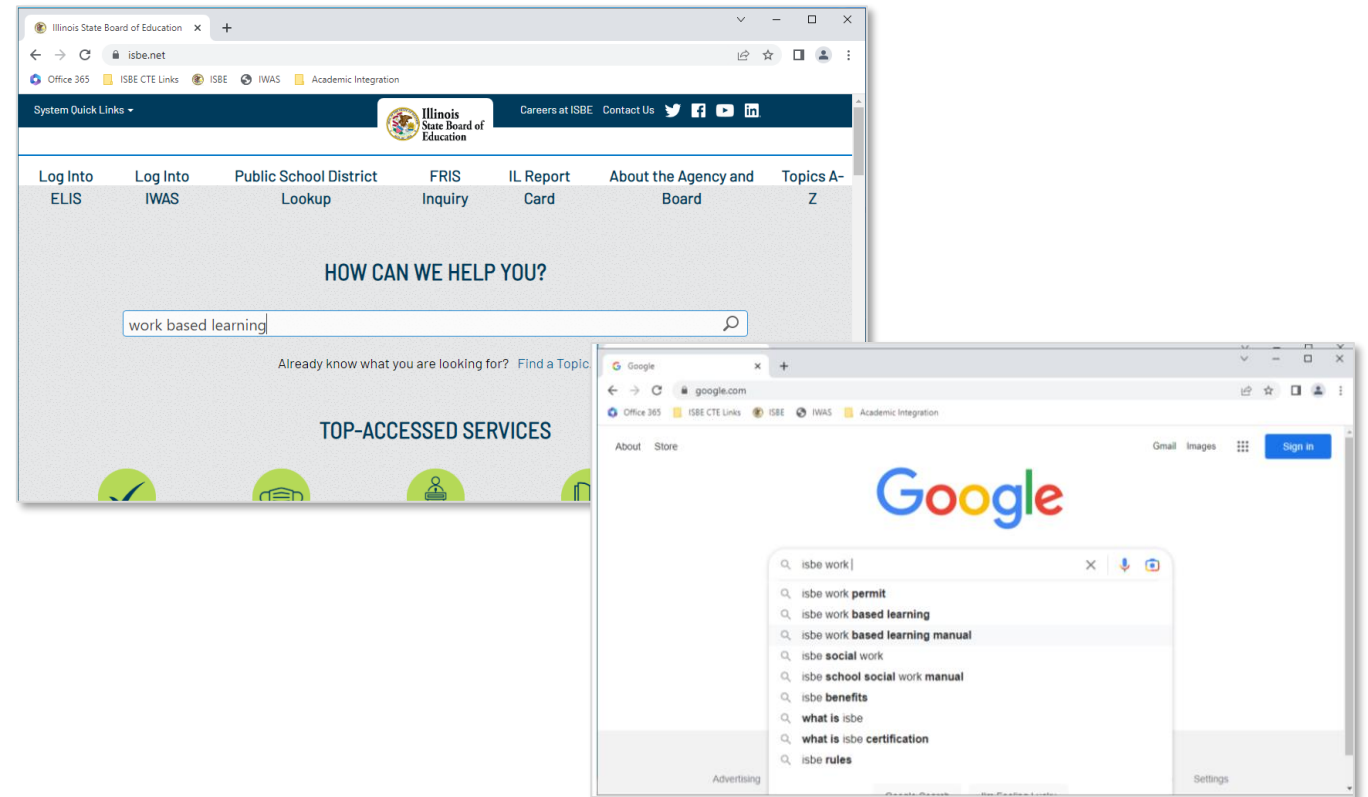 Illinois State Board of Education
isbe.net
Office 365 ISBE CTE Links ISBE IWAS Academic Integration
System Quick Links
Illinois
State Board of
Education
Careers at ISBE Contact Us
Log Into Log Into Public School District FRIS IL Report About the Agency and Topics A-
ELIS IWAS Lookup Inquiry Card Board Z
HOW CAN WE HELP YOU?
work based learning
Already know what you are looking for? Find a Topic
TOP-ACCESSED SERVICES
Google
google.com
Office 365 ISBE CTE Links ISBE IWAS Academic Integration
About Store Gmail Images Sign in
Google
isbe work
isbe work permit
isbe work based learning
isbe work based learning manual
isbe social work
isbe school social work manual
isbe benefits
what is isbe
what is isbe certification
isbe rules
Advertising Settings
Google Search I'm Feeling Lucky